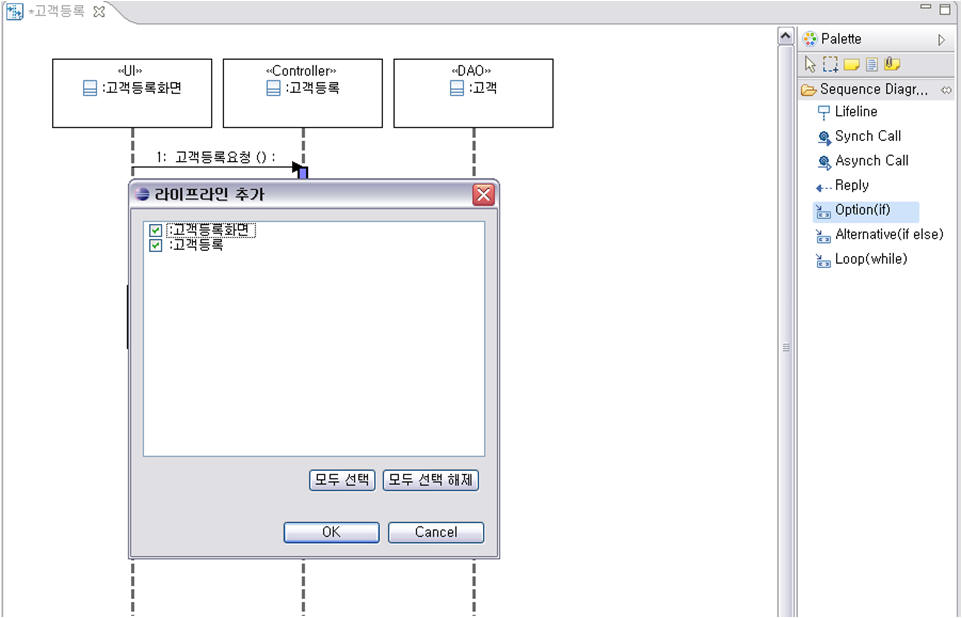 *고객등록
Palette
Sequence Diagr...
Lifeline
Synch Call
Asynch Call
Reply
Option(if)
Alternative(if else)
Loop(while)
«UI»
:고객등록화면
«Controller»
:고객등록
«DAO»
:고객
1: 고객등록요청 () :
라이프라인 추가
:고객등록화면
:고객등록
모두 선택
모두 선택 해제
OK
Cancel